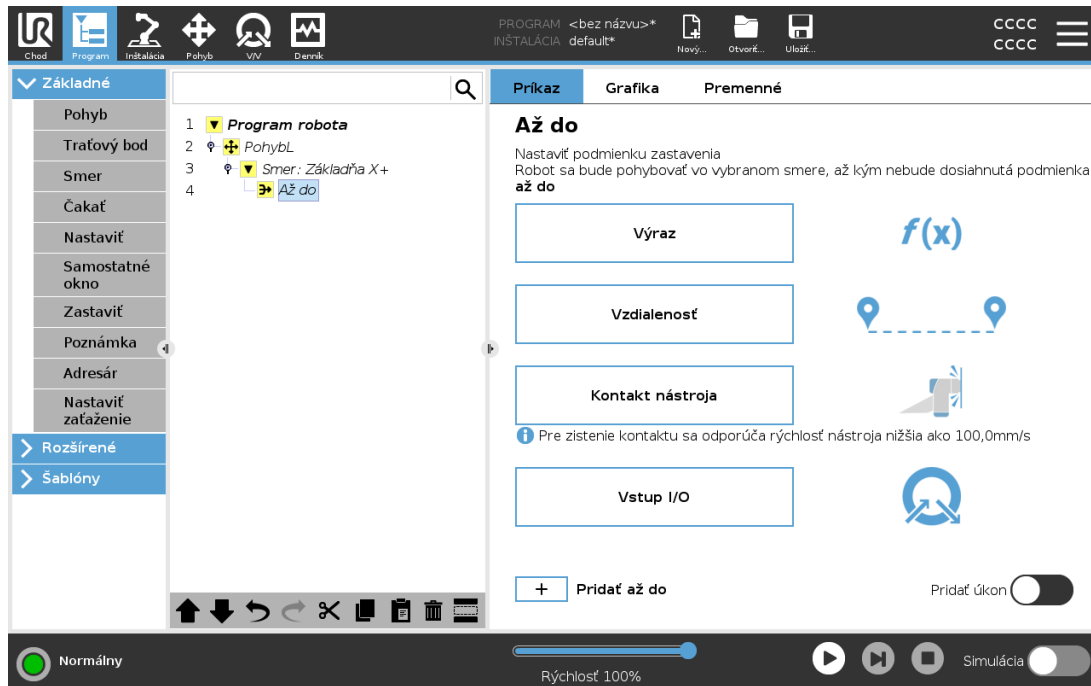 PROGRAM <bez názvu>*
INŠTALÁCIA default*
Chod
Program
Inštalácia
Pohyb
V/V
Denník
Nový...
Otvoriť...
Uložiť...
cccc
cccc
Základné
Pohyb
Traťový bod
Smer
Čakať
Nastaviť
Samostatné
okno
Zastaviť
Poznámka
Adresár
Nastaviť
zaťaženie
Rozšírené
Šablóny
1 Program robota
2 PohybL
3 Smer: Základňa X+
4 Až do
Príkaz Grafika Premenné
Až do
Nastaviť podmienku zastavenia
Robot sa bude pohybovať vo vybranom smere, až kým nebude dosiahnutá podmienka
až do
Výraz
f(x)
Vzdialenosť
Kontakt nástroja
Pre zistenie kontaktu sa odporúča rýchlosť nástroja nižšia ako 100,0mm/s
Vstup I/O
+ Pridať až do
Pridať úkon
Normálny
Rýchlosť 100%
Simulácia